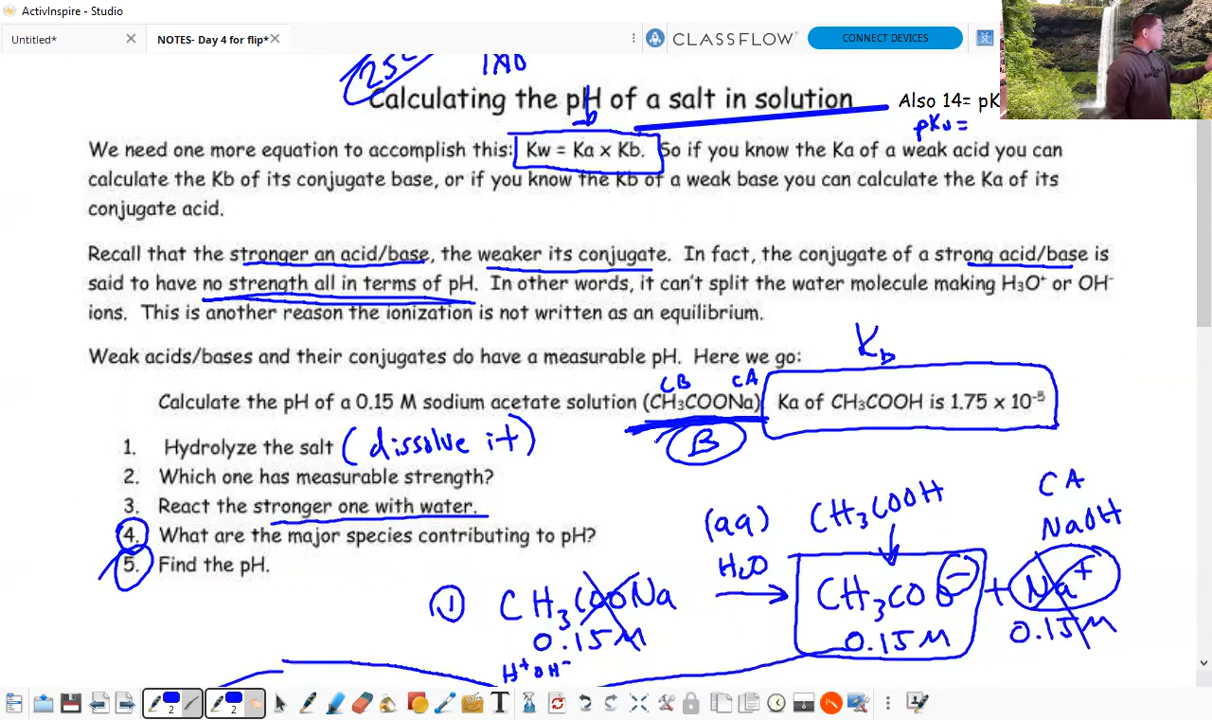 ActivInspire - Studio
Untitled*
NOTES- Day 4 for flip*
CLASSFLOW
CONNECT DEVICES
Calculating the pH of a salt in solution
Also 14= pK
pKw =
b
We need one more equation to accomplish this: Kw = Ka x Kb. So if you know the Ka of a weak acid you can
calculate the Kb of its conjugate base, or if you know the Kb of a weak base you can calculate the Ka of its
conjugate acid.
Recall that the stronger an acid/base, the weaker its conjugate. In fact, the conjugate of a strong acid/base is
said to have no strength all in terms of pH. In other words, it can't split the water molecule making H₃O⁺ or OH⁻
ions. This is another reason the ionization is not written as an equilibrium.
Weak acids/bases and their conjugates do have a measurable pH. Here we go:
Kb
CB CA
Calculate the pH of a 0.15 M sodium acetate solution (CH₃COONa) Ka of CH₃COOH is 1.75 x 10⁻⁵
B
1. Hydrolyze the salt (dissolve it)
2. Which one has measurable strength?
3. React the stronger one with water.
4. What are the major species contributing to pH?
5. Find the pH.
CA
(aq) CH₃COOH NaOH
H₂O
① CH₃COONa → CH₃COO⁻ + Na⁺
0.15M 0.15M 0.15M
H⁺ OH⁻
2 2